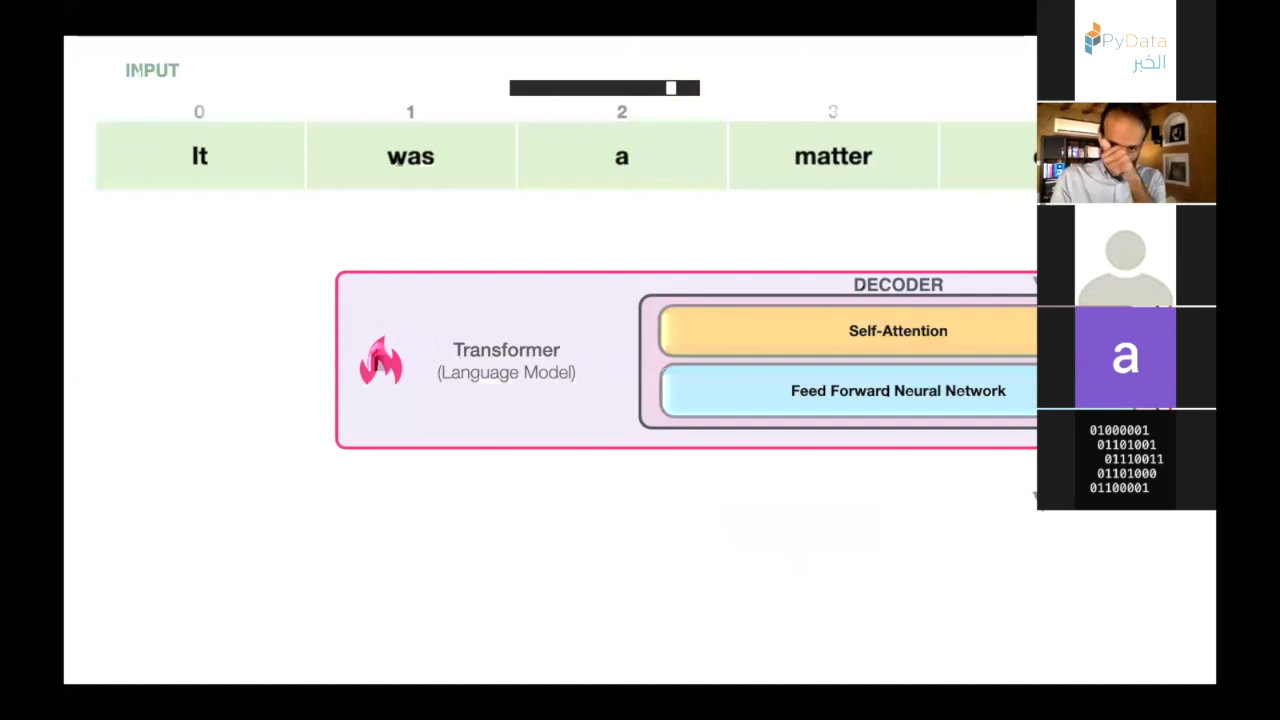 INPUT
0 1 2 3
It was a matter
DECODER
Self-Attention
Transformer
(Language Model)
Feed Forward Neural Network
PyData
الخبر
a
01000001
01101001
01110011
01101000
01100001